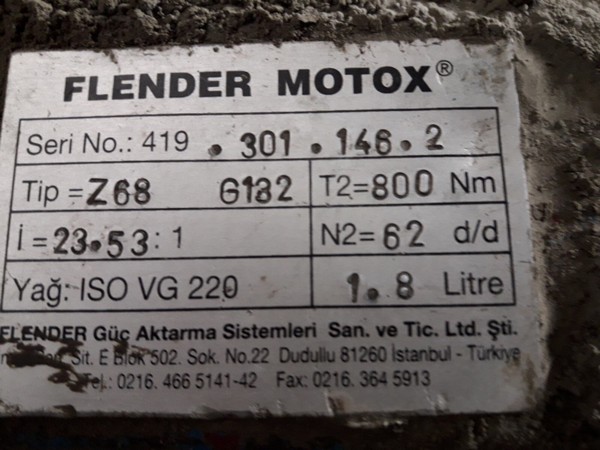 FLENDER MOTOX®
Seri No.: 419 . 301 . 146 . 2
Tip = Z68 G132 T2=800 Nm
i = 23.53 : 1 N2= 62 d/d
Yağ: ISO VG 220 1.8 Litre
FLENDER Güç Aktarma Sistemleri San. ve Tic. Ltd. Şti.
Sit. E Blok 502. Sok. No.22 Dudullu 81260 İstanbul - Türkiye
Tel.: 0216. 466 5141-42 Fax: 0216. 364 5913